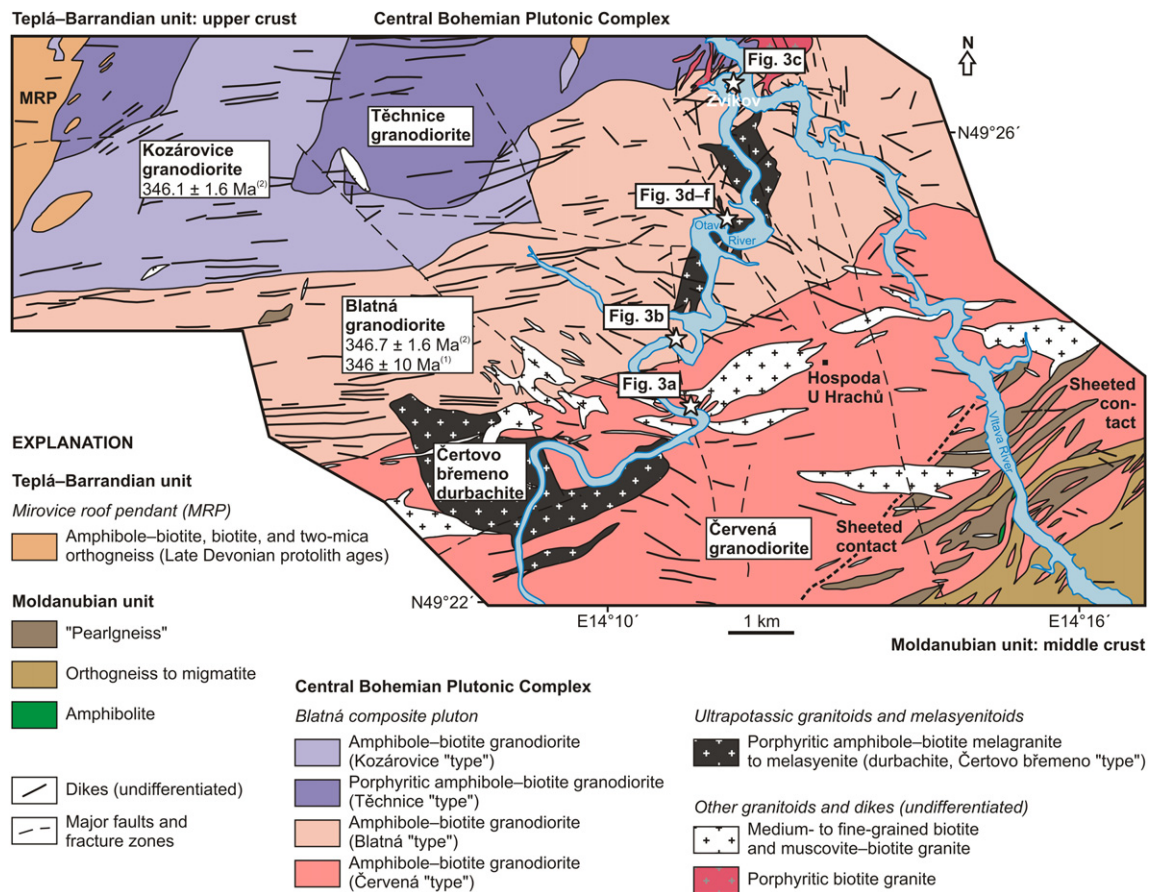 Teplá–Barrandian unit: upper crust
Central Bohemian Plutonic Complex
N
MRP
Fig. 3c
Zvíkov
Těchnice
granodiorite
N49°26´
Kozárovice
granodiorite
346.1 ± 1.6 Ma(2)
Fig. 3d–f
Otava
River
Blatná
granodiorite
346.7 ± 1.6 Ma(2)
346 ± 10 Ma(1)
Fig. 3b
Fig. 3a
Hospoda
U Hrachů
Sheeted
con-
tact
Vltava River
Čertovo
břemeno
durbachite
Červená
granodiorite
Sheeted
contact
N49°22´
E14°10´
E14°16´
1 km
Moldanubian unit: middle crust
EXPLANATION
Teplá–Barrandian unit
Mirovice roof pendant (MRP)
Amphibole–biotite, biotite, and two-mica
orthogneiss (Late Devonian protolith ages)
Moldanubian unit
"Pearlgneiss"
Orthogneiss to migmatite
Amphibolite
Dikes (undifferentiated)
Major faults and
fracture zones
Central Bohemian Plutonic Complex
Blatná composite pluton
Amphibole–biotite granodiorite
(Kozárovice "type")
Porphyritic amphibole–biotite granodiorite
(Těchnice "type")
Amphibole–biotite granodiorite
(Blatná "type")
Amphibole–biotite granodiorite
(Červená "type")
Ultrapotassic granitoids and melasyenitoids
Porphyritic amphibole–biotite melagranite
to melasyenite (durbachite, Čertovo břemeno "type")
Other granitoids and dikes (undifferentiated)
Medium- to fine-grained biotite
and muscovite–biotite granite
Porphyritic biotite granite